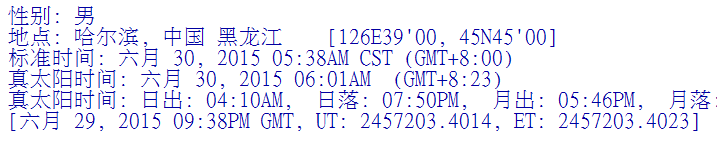 性别: 男
地点: 哈尔滨, 中国 黑龙江 [126E39'00, 45N45'00]
标准时间: 六月 30, 2015 05:38AM CST (GMT+8:00)
真太阳时间: 六月 30, 2015 06:01AM (GMT+8:23)
真太阳时间: 日出: 04:10AM, 日落: 07:50PM, 月出: 05:46PM, 月落:
[六月 29, 2015 09:38PM GMT, UT: 2457203.4014, ET: 2457203.4023]